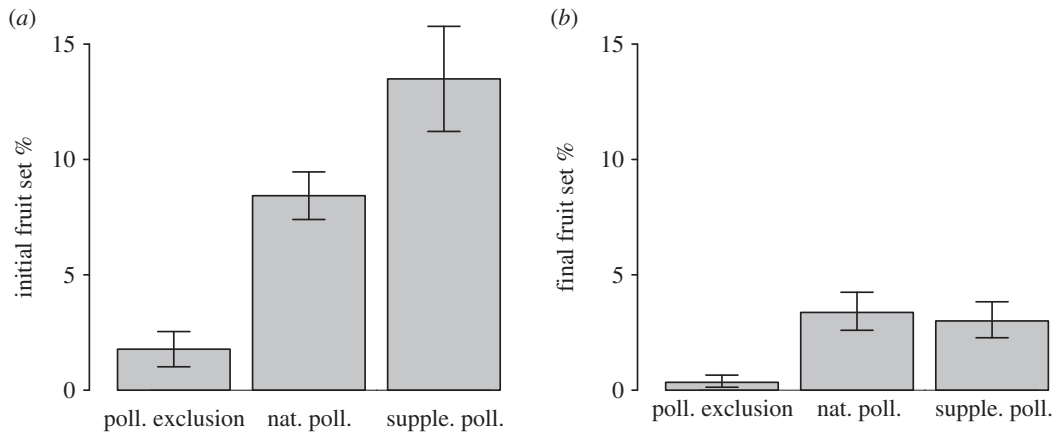 (a)
15
10
5
0
initial fruit set %
poll. exclusion nat. poll. supple. poll.
(b)
15
10
5
0
final fruit set %
poll. exclusion nat. poll. supple. poll.